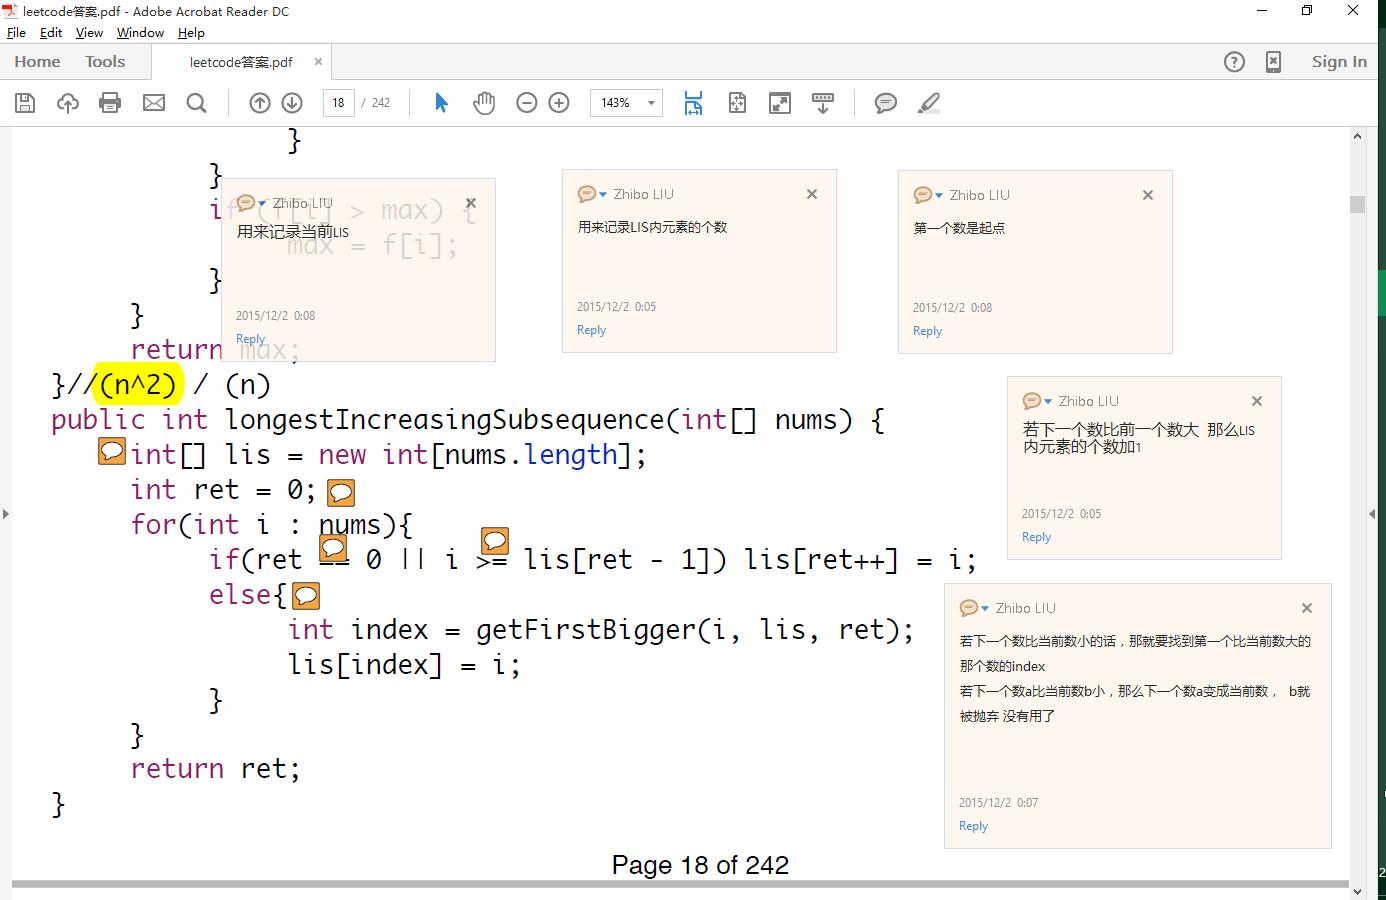 leetcode答案.pdf - Adobe Acrobat Reader DC
File Edit View Window Help
Home Tools leetcode答案.pdf × Sign In
18 / 242 143%
}
}
if (f[i] > max) {
max = f[i];
}
}
return max;
}//(n^2) / (n)
public int longestIncreasingSubsequence(int[] nums) {
int[] lis = new int[nums.length];
int ret = 0;
for(int i : nums){
if(ret == 0 || i >= lis[ret - 1]) lis[ret++] = i;
else{
int index = getFirstBigger(i, lis, ret);
lis[index] = i;
}
}
return ret;
}
Page 18 of 242
Zhibo LIU
用来记录当前LIS
2015/12/2 0:08
Reply
Zhibo LIU
用来记录LIS内元素的个数
2015/12/2 0:05
Reply
Zhibo LIU
第一个数是起点
2015/12/2 0:08
Reply
Zhibo LIU
若下一个数比前一个数大 那么LIS
内元素的个数加1
2015/12/2 0:05
Reply
Zhibo LIU
若下一个数比当前数小的话，那就要找到第一个比当前数大的
那个数的index
若下一个数a比当前数b小，那么下一个数a变成当前数， b就
被抛弃 没有用了
2015/12/2 0:07
Reply
2